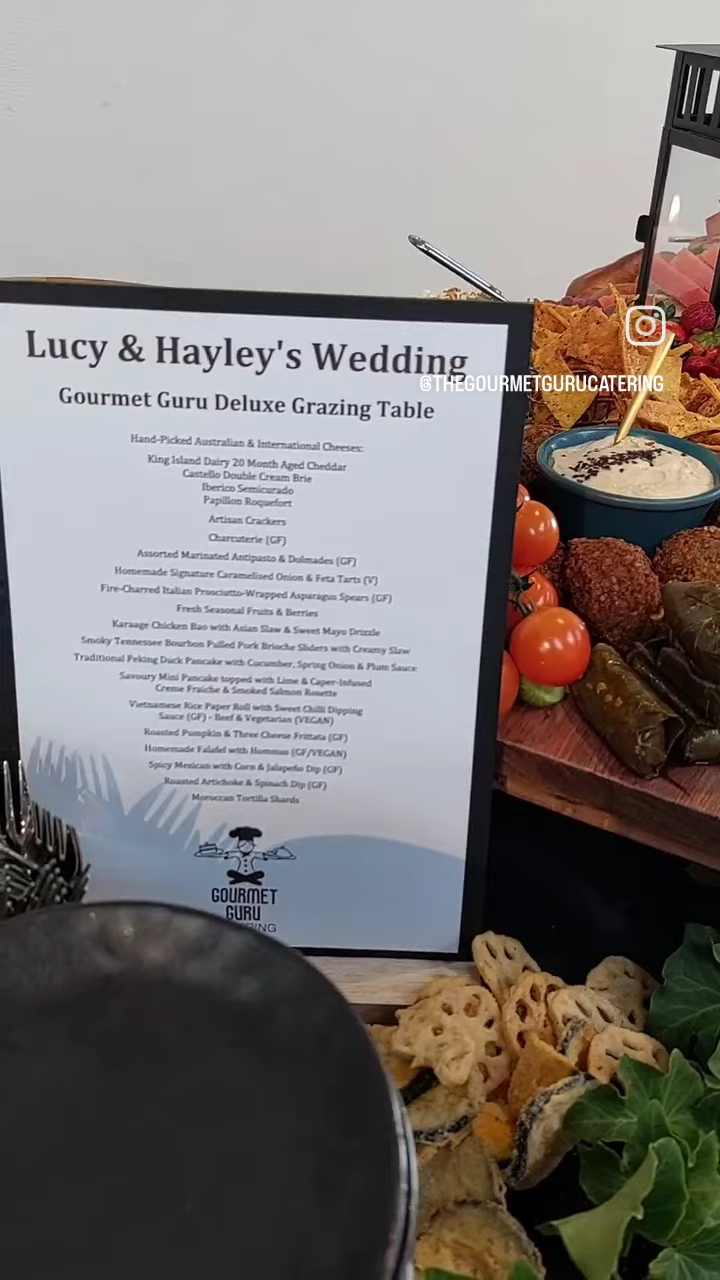 Lucy & Hayley's Wedding
@THEGOURMETGURUCATERING
Gourmet Guru Deluxe Grazing Table
Hand-Picked Australian & International Cheeses:
King Island Dairy 20 Month Aged Cheddar
Castello Double Cream Brie
Iberico Semicurado
Papillon Roquefort
Artisan Crackers
Charcuterie (GF)
Assorted Marinated Antipasto & Dolmades (GF)
Homemade Signature Caramelised Onion & Feta Tarts (V)
Fire-Charred Italian Prosciutto-Wrapped Asparagus Spears (GF)
Fresh Seasonal Fruits & Berries
Karaage Chicken Bao with Asian Slaw & Sweet Mayo Drizzle
Smoky Tennessee Bourbon Pulled Pork Brioche Sliders with Creamy Slaw
Traditional Peking Duck Pancake with Cucumber, Spring Onion & Plum Sauce
Savoury Mini Pancake topped with Lime & Caper-Infused
Creme Fraiche & Smoked Salmon Rosette
Vietnamese Rice Paper Roll with Sweet Chilli Dipping
Sauce (GF) - Beef & Vegetarian (VEGAN)
Roasted Pumpkin & Three Cheese Frittata (GF)
Homemade Falafel with Hommus (GF/VEGAN)
Spicy Mexican with Corn & Jalapeño Dip (GF)
Roasted Artichoke & Spinach Dip (GF)
Moroccan Tortilla Shards
GOURMET
GURU
RING